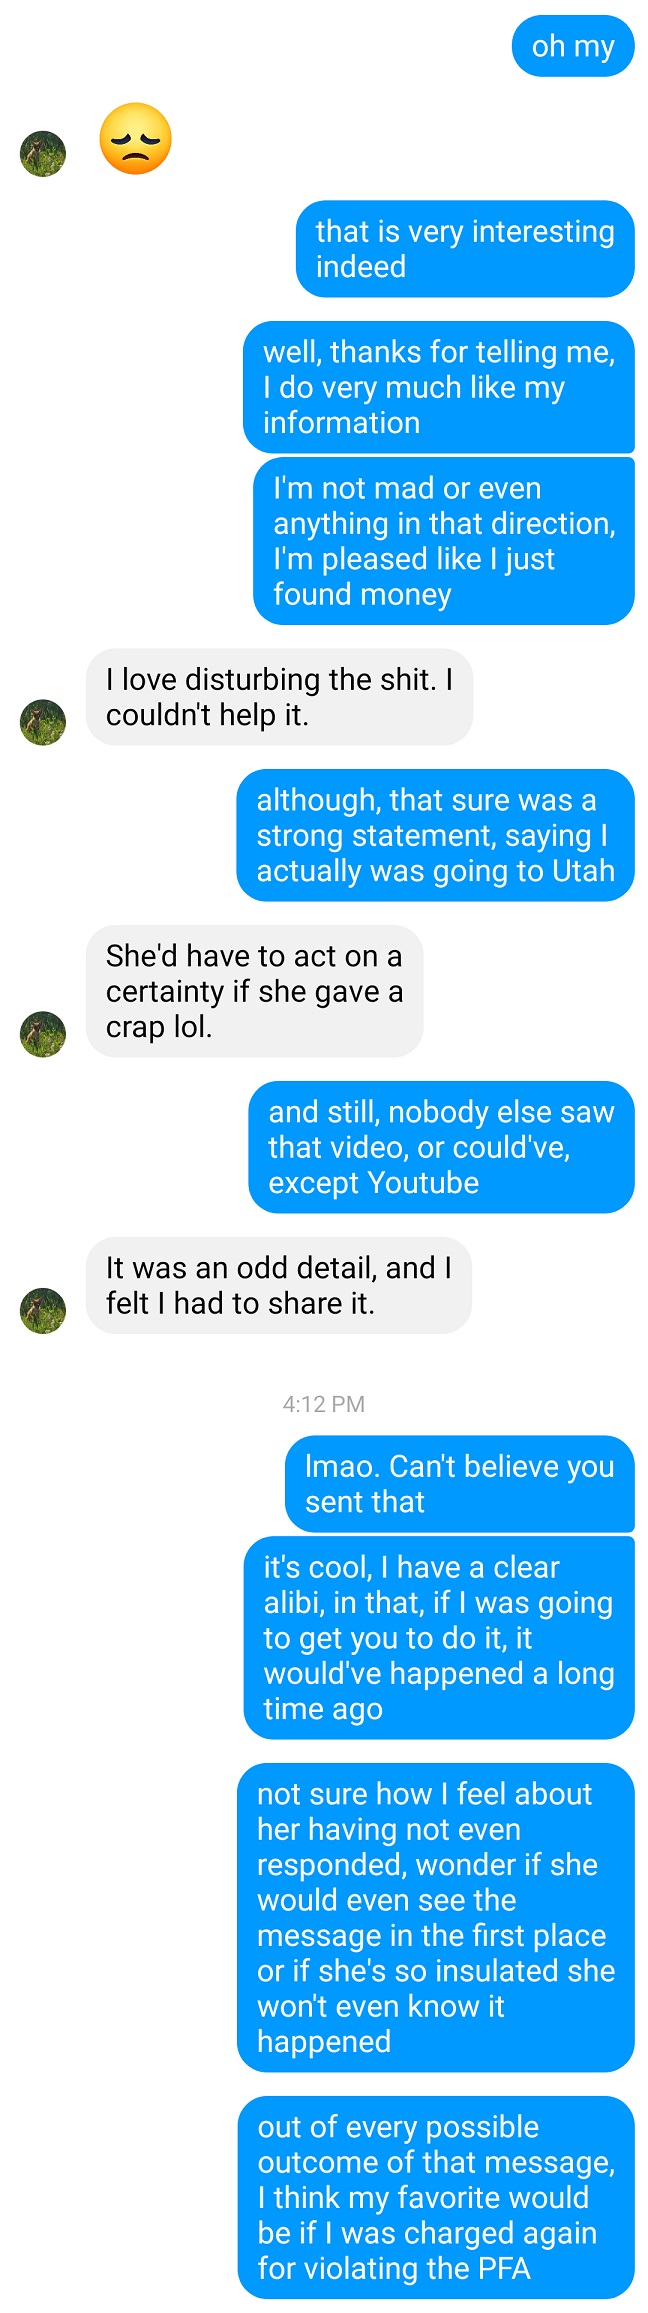 oh my
that is very interesting
indeed
well, thanks for telling me,
I do very much like my
information
I'm not mad or even
anything in that direction,
I'm pleased like I just
found money
I love disturbing the shit. I
couldn't help it.
although, that sure was a
strong statement, saying I
actually was going to Utah
She'd have to act on a
certainty if she gave a
crap lol.
and still, nobody else saw
that video, or could've,
except Youtube
It was an odd detail, and I
felt I had to share it.
4:12 PM
lmao. Can't believe you
sent that
it's cool, I have a clear
alibi, in that, if I was going
to get you to do it, it
would've happened a long
time ago
not sure how I feel about
her having not even
responded, wonder if she
would even see the
message in the first place
or if she's so insulated she
won't even know it
happened
out of every possible
outcome of that message,
I think my favorite would
be if I was charged again
for violating the PFA